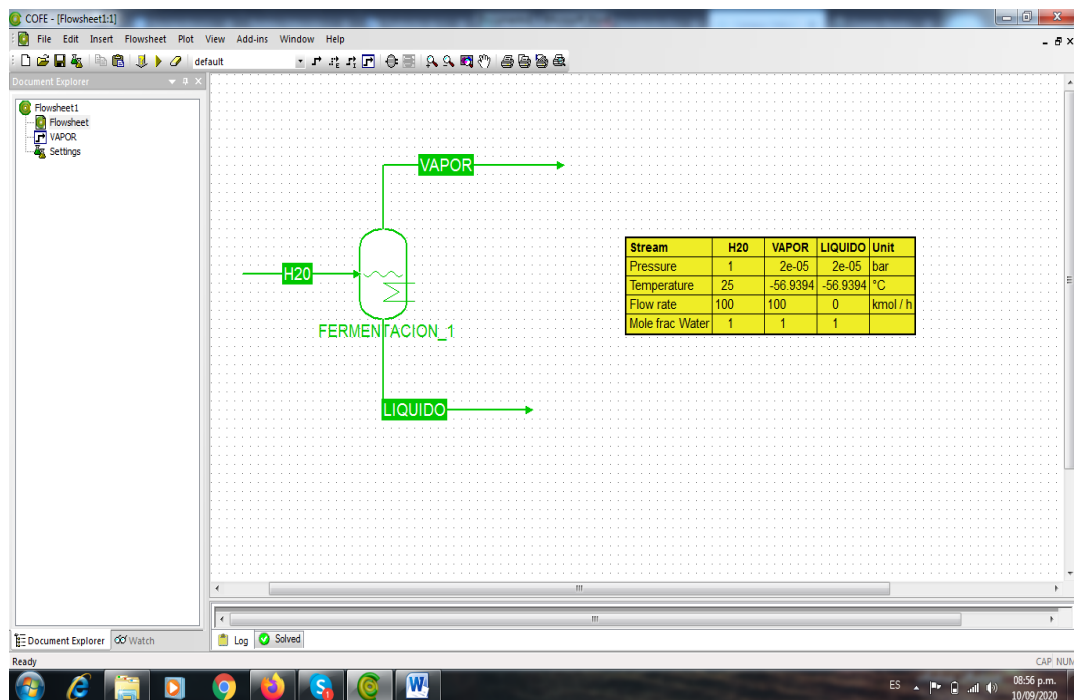 COFE - [Flowsheet1:1]
File Edit Insert Flowsheet Plot View Add-ins Window Help
default
Document Explorer
Flowsheet1
Flowsheet
VAPOR
Settings
VAPOR
H20
FERMENTACION_1
LIQUIDO
Stream H20 VAPOR LIQUIDO Unit
Pressure 1 2e-05 2e-05 bar
Temperature 25 -56.9394 -56.9394 °C
Flow rate 100 100 0 kmol / h
Mole frac Water 1 1 1
Document Explorer Watch
Log Solved
Ready
CAP NUM
ES
08:56 p.m.
10/09/2020